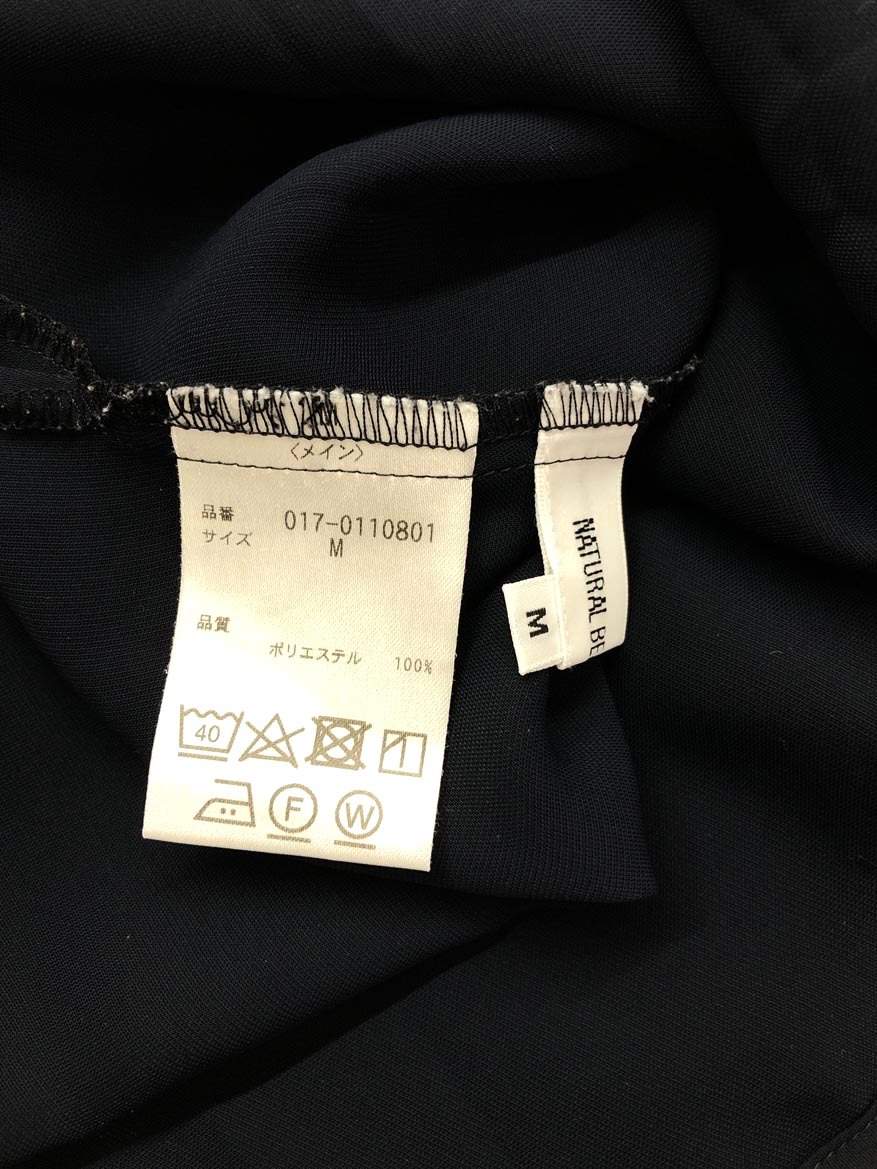 〈メイン〉
品番 017-0110801
サイズ M
品質
ポリエステル 100%
40
F
W
NATURAL BE
M